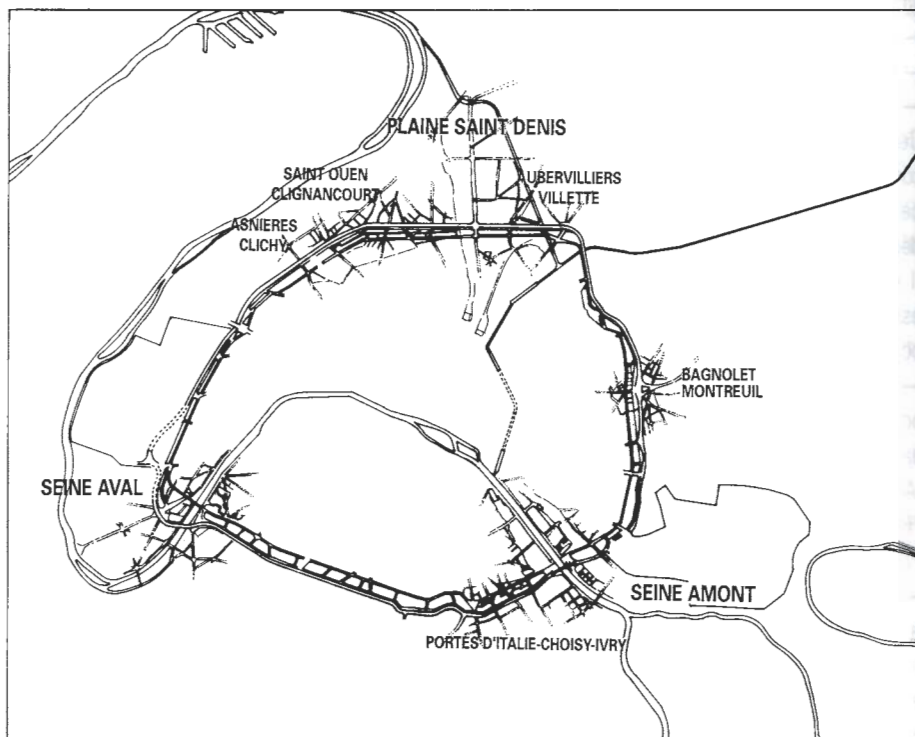 PLAINE SAINT DENIS
SAINT OUEN
CLIGNANCOURT
UBERVILLIERS
VILLETTE
ASNIERES
CLICHY
BAGNOLET
MONTREUIL
SEINE AVAL
SEINE AMONT
PORTES D'ITALIE-CHOISY-IVRY